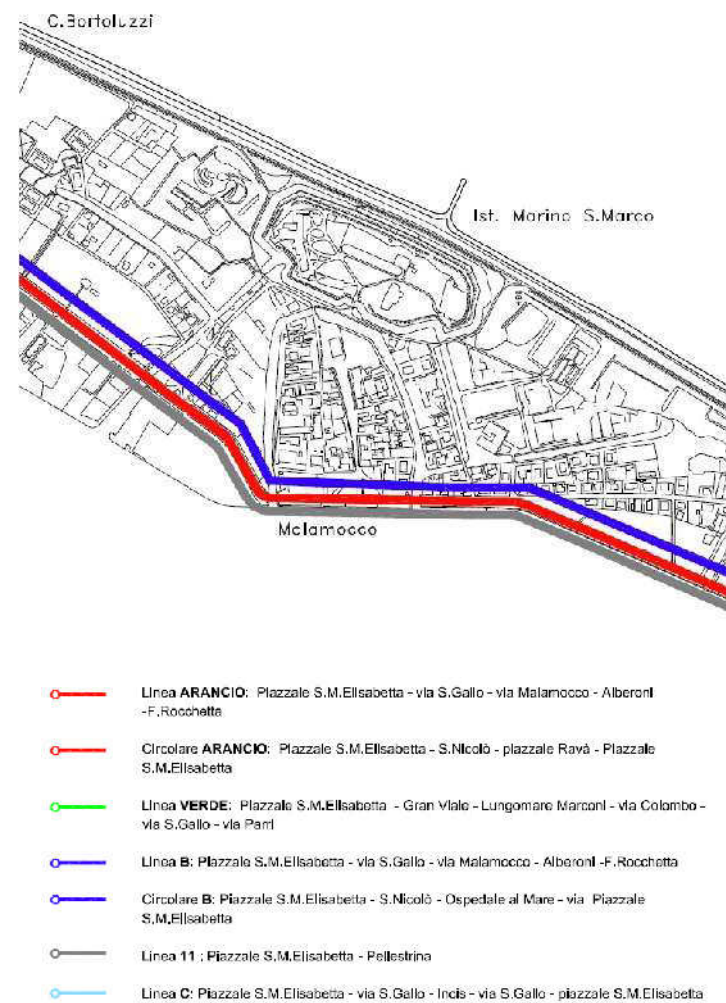 C.Bortoluzzi
Ist. Marino S.Marco
Malamocco
Linea ARANCIO: Piazzale S.M.Elisabetta - via S.Gallo - via Malamocco - Alberoni
-F.Rocchetta
Circolare ARANCIO: Piazzale S.M.Elisabetta - S.Nicolò - piazzale Ravà - Piazzale
S.M.Elisabetta
Linea VERDE: Piazzale S.M.Elisabetta - Gran Viale - Lungomare Marconi - via Colombo -
via S.Gallo - via Parri
Linea B: Piazzale S.M.Elisabetta - via S.Gallo - via Malamocco - Alberoni -F.Rocchetta
Circolare B: Piazzale S.M.Elisabetta - S.Nicolò - Ospedale al Mare - via Piazzale
S.M.Elisabetta
Linea 11 : Piazzale S.M.Elisabetta - Pellestrina
Linea C: Piazzale S.M.Elisabetta - via S.Gallo - Incis - via S.Gallo - piazzale S.M.Elisabetta